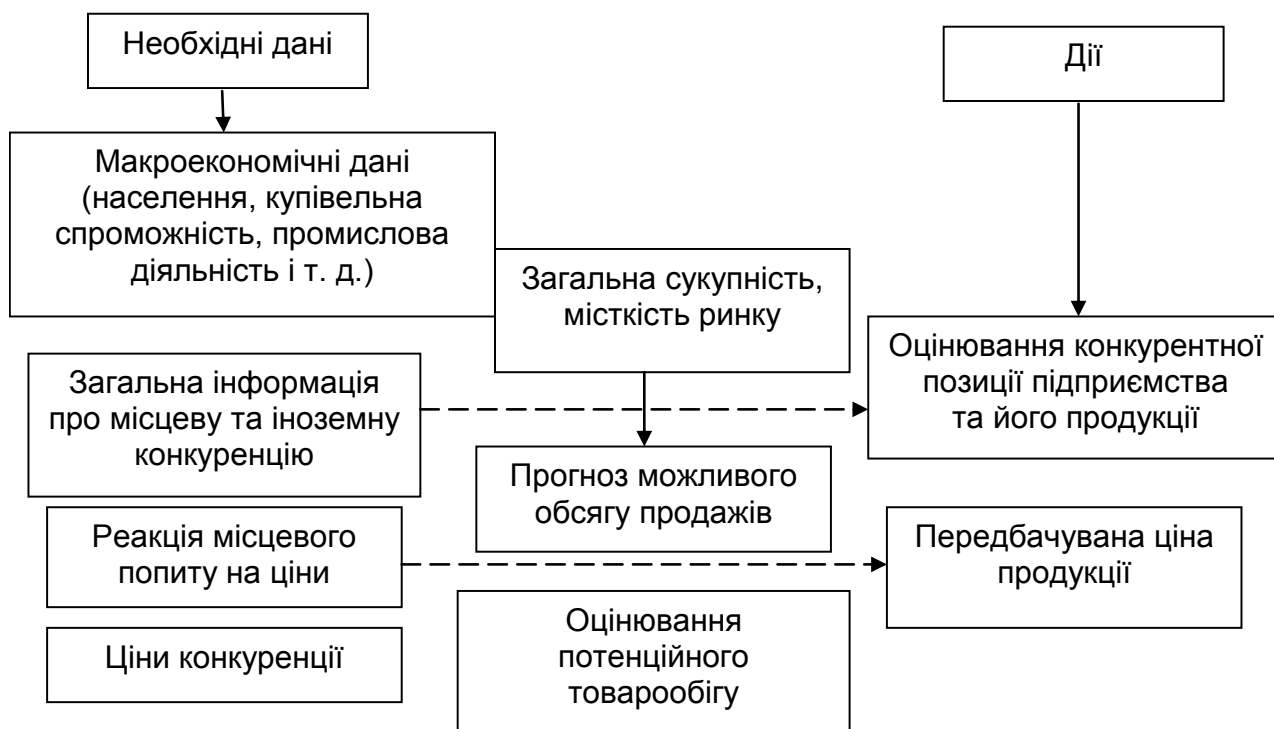 Необхідні дані
Дії
Макроекономічні дані
(населення, купівельна
спроможність, промислова
діяльність і т. д.)
Загальна сукупність,
місткість ринку
Оцінювання конкурентної
позиції підприємства
та його продукції
Загальна інформація
про місцеву та іноземну
конкуренцію
Прогноз можливого
обсягу продажів
Реакція місцевого
попиту на ціни
Передбачувана ціна
продукції
Ціни конкуренції
Оцінювання
потенційного
товарообігу